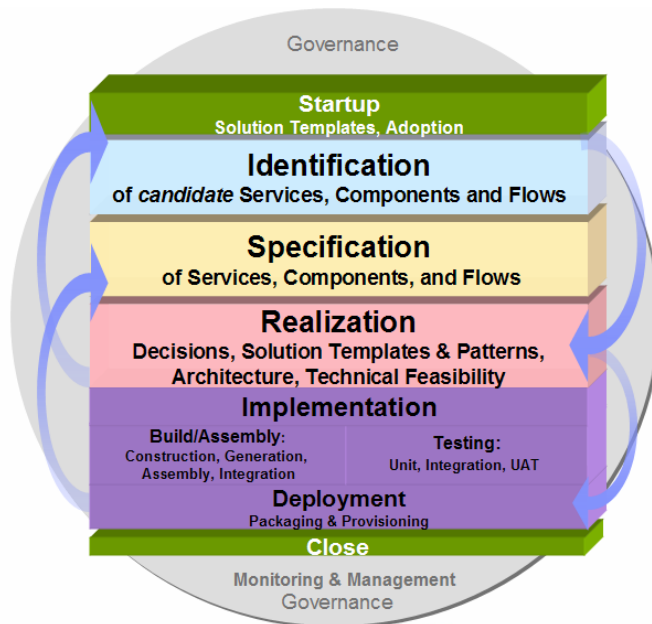 Governance
Startup
Solution Templates, Adoption
Identification
of candidate Services, Components and Flows
Specification
of Services, Components, and Flows
Realization
Decisions, Solution Templates & Patterns,
Architecture, Technical Feasibility
Implementation
Build/Assembly:
Construction, Generation,
Assembly, Integration
Testing:
Unit, Integration, UAT
Deployment
Packaging & Provisioning
Close
Monitoring & Management
Governance